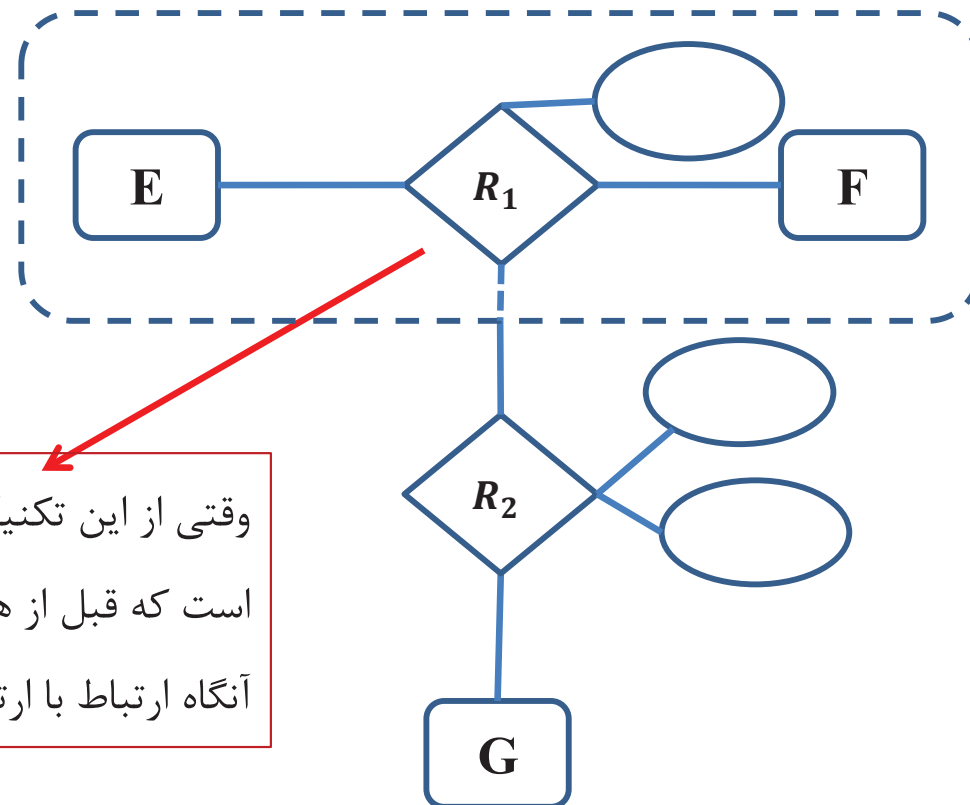 E
R₁
F
R₂
وقتی از این
است که قبل از
آنگاه ارتباط با
G